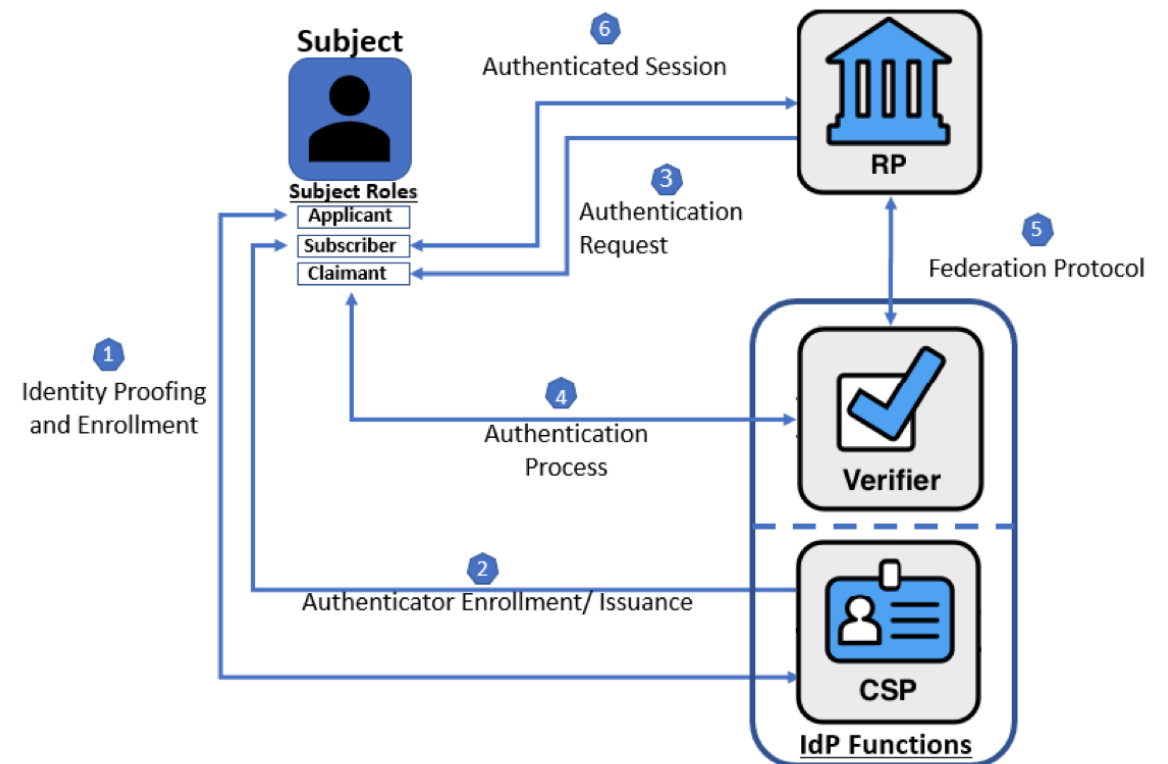 Subject
6
Authenticated Session
RP
Subject Roles
Applicant
Subscriber
Claimant
3
Authentication
Request
5
Federation Protocol
1
Identity Proofing
and Enrollment
4
Authentication
Process
Verifier
2
Authenticator Enrollment/ Issuance
CSP
IdP Functions